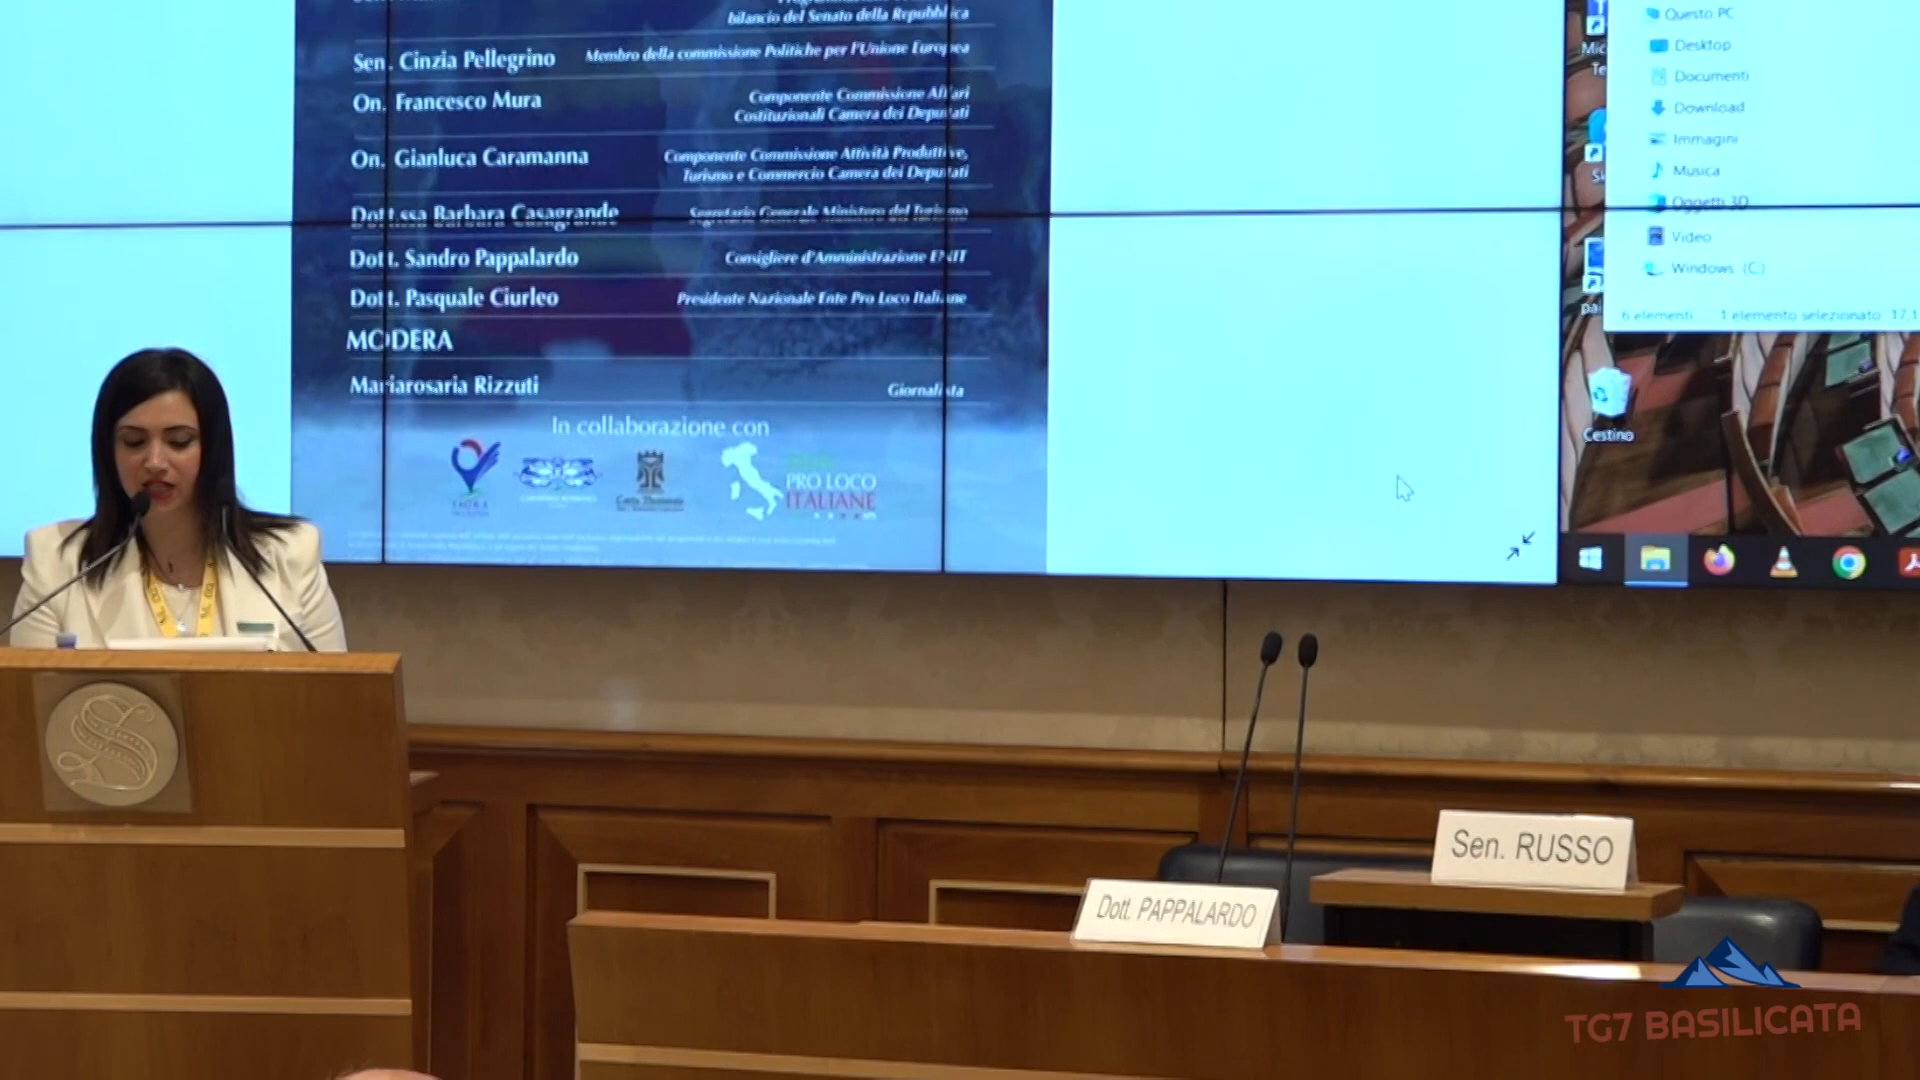 bilancio del Senato della Repubblica
Sen. Cinzia Pellegrino
Membro della commissione Politiche per l'Unione Europea
On. Francesco Mura
Componente Commissione Affari
Costituzionali Camera dei Deputati
On. Gianluca Caramanna
Componente Commissione Attività Produttive,
Turismo e Commercio Camera dei Deputati
Dott.ssa Barbara Casagrande
Segretario Generale Ministero del Turismo
Dott. Sandro Pappalardo
Consigliere d'Amministrazione ENIT
Dott. Pasquale Ciurleo
Presidente Nazionale Ente Pro Loco Italiane
MODERA
Mariarosaria Rizzuti
Giornalista
In collaborazione con
PRO LOCO
ITALIANE
Questo PC
Desktop
Documenti
Download
Immagini
Musica
Oggetti 3D
Video
Windows (C:)
6 elementi
1 elemento selezionato 17,1
Cestino
Sen. RUSSO
Dott. PAPPALARDO
TG7 BASILICATA